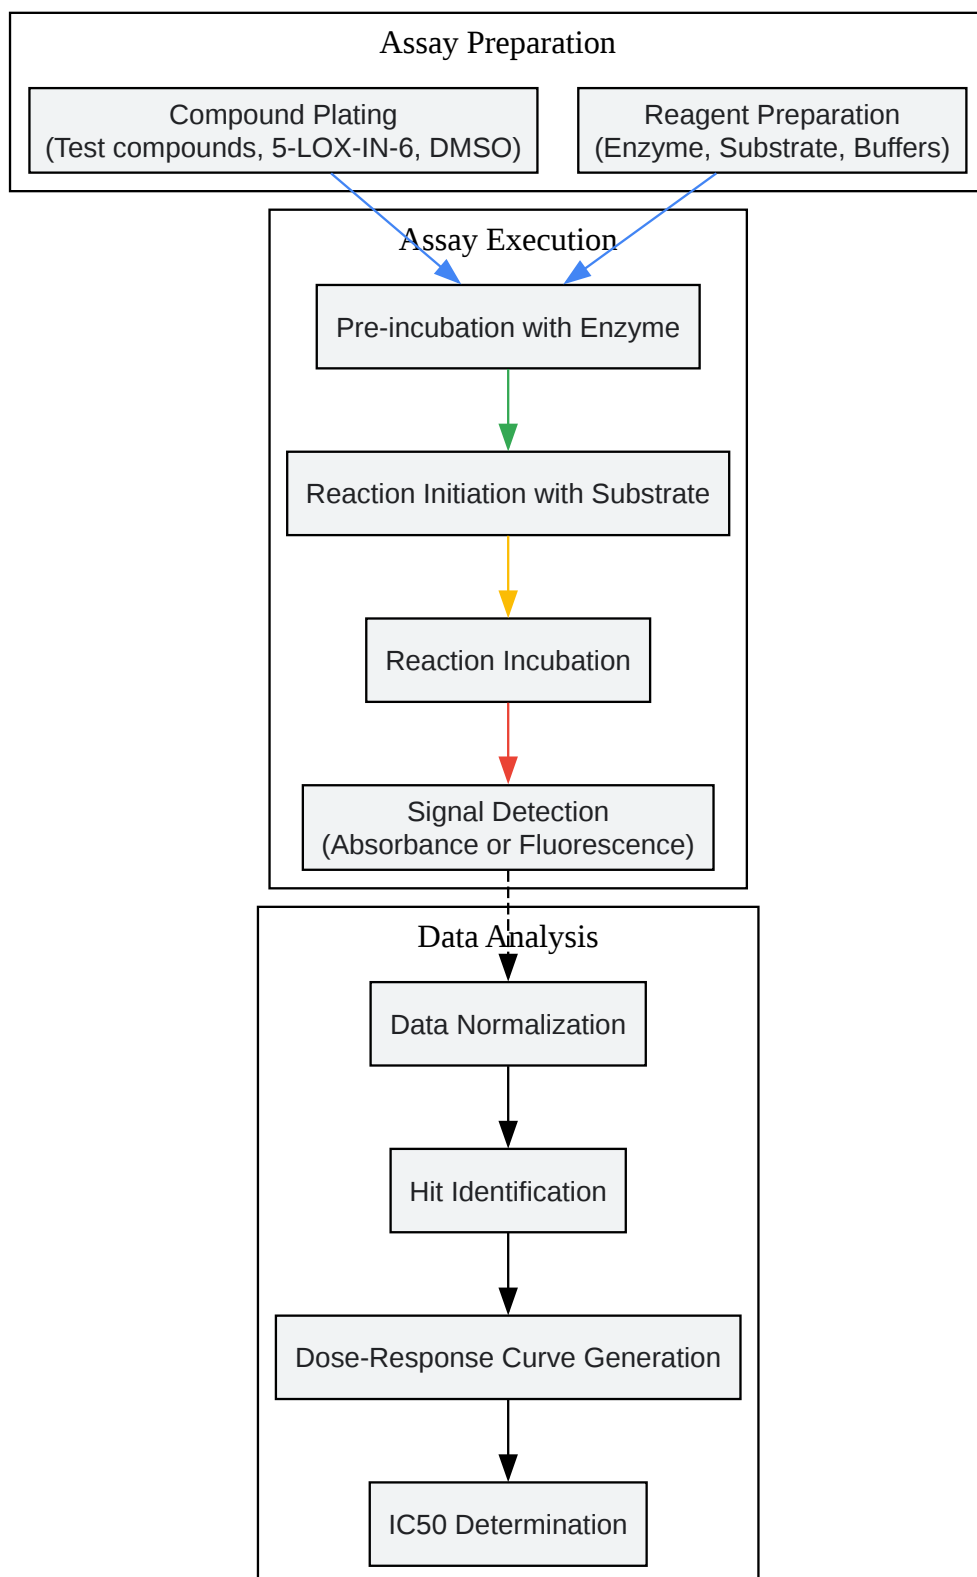 Assay Preparation
Compound Plating
(Test compounds, 5-LOX-IN-6, DMSO)
Reagent Preparation
(Enzyme, Substrate, Buffers)
Assay Execution
Pre-incubation with Enzyme
Reaction Initiation with Substrate
Reaction Incubation
Signal Detection
(Absorbance or Fluorescence)
Data Analysis
Data Normalization
Hit Identification
Dose-Response Curve Generation
IC50 Determination